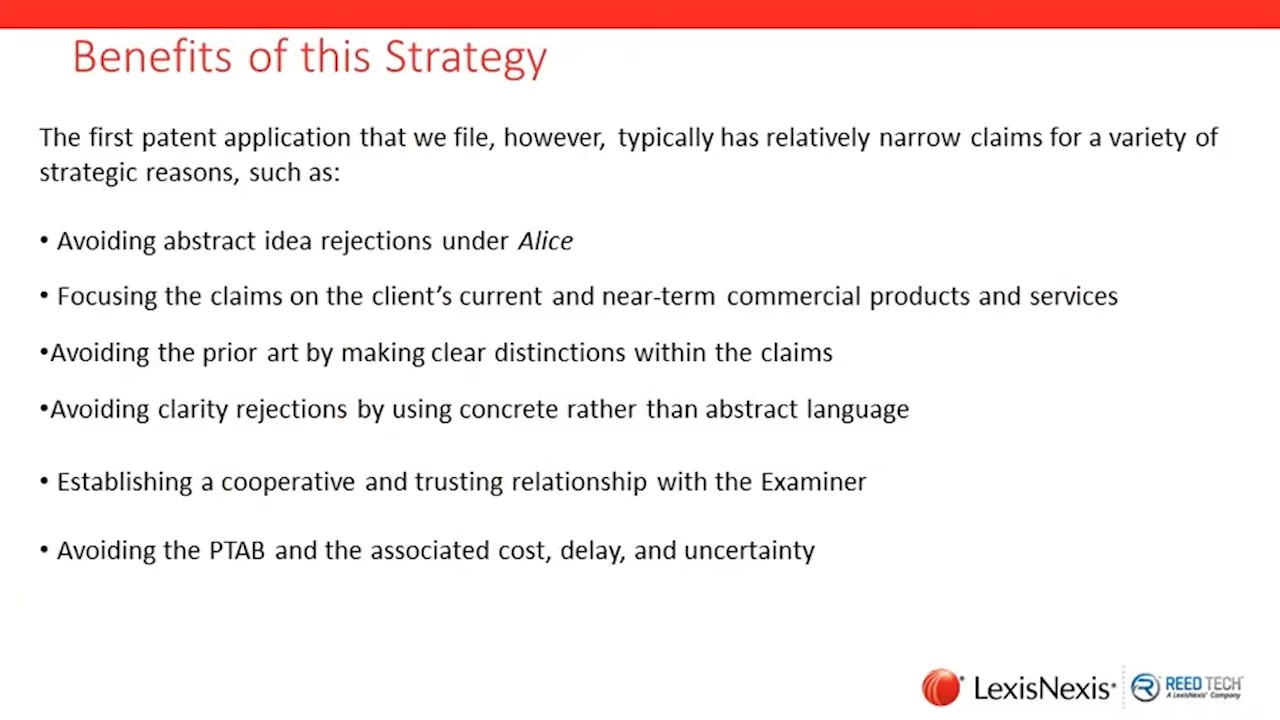 Benefits of this Strategy
The first patent application that we file, however, typically has relatively narrow claims for a variety of
strategic reasons, such as:
• Avoiding abstract idea rejections under Alice
• Focusing the claims on the client’s current and near-term commercial products and services
•Avoiding the prior art by making clear distinctions within the claims
•Avoiding clarity rejections by using concrete rather than abstract language
• Establishing a cooperative and trusting relationship with the Examiner
• Avoiding the PTAB and the associated cost, delay, and uncertainty
LexisNexis®
REED TECH
A LexisNexis® Company